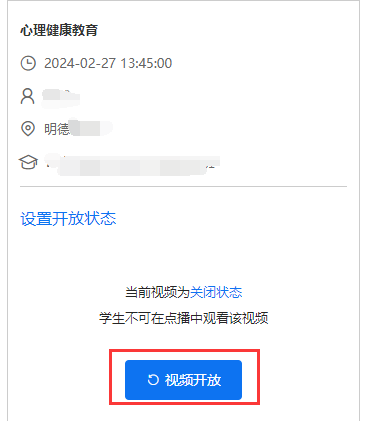 心理健康教育
2024-02-27 13:45:00
明德
设置开放状态
当前视频为关闭状态
学生不可在点播中观看该视频
视频开放